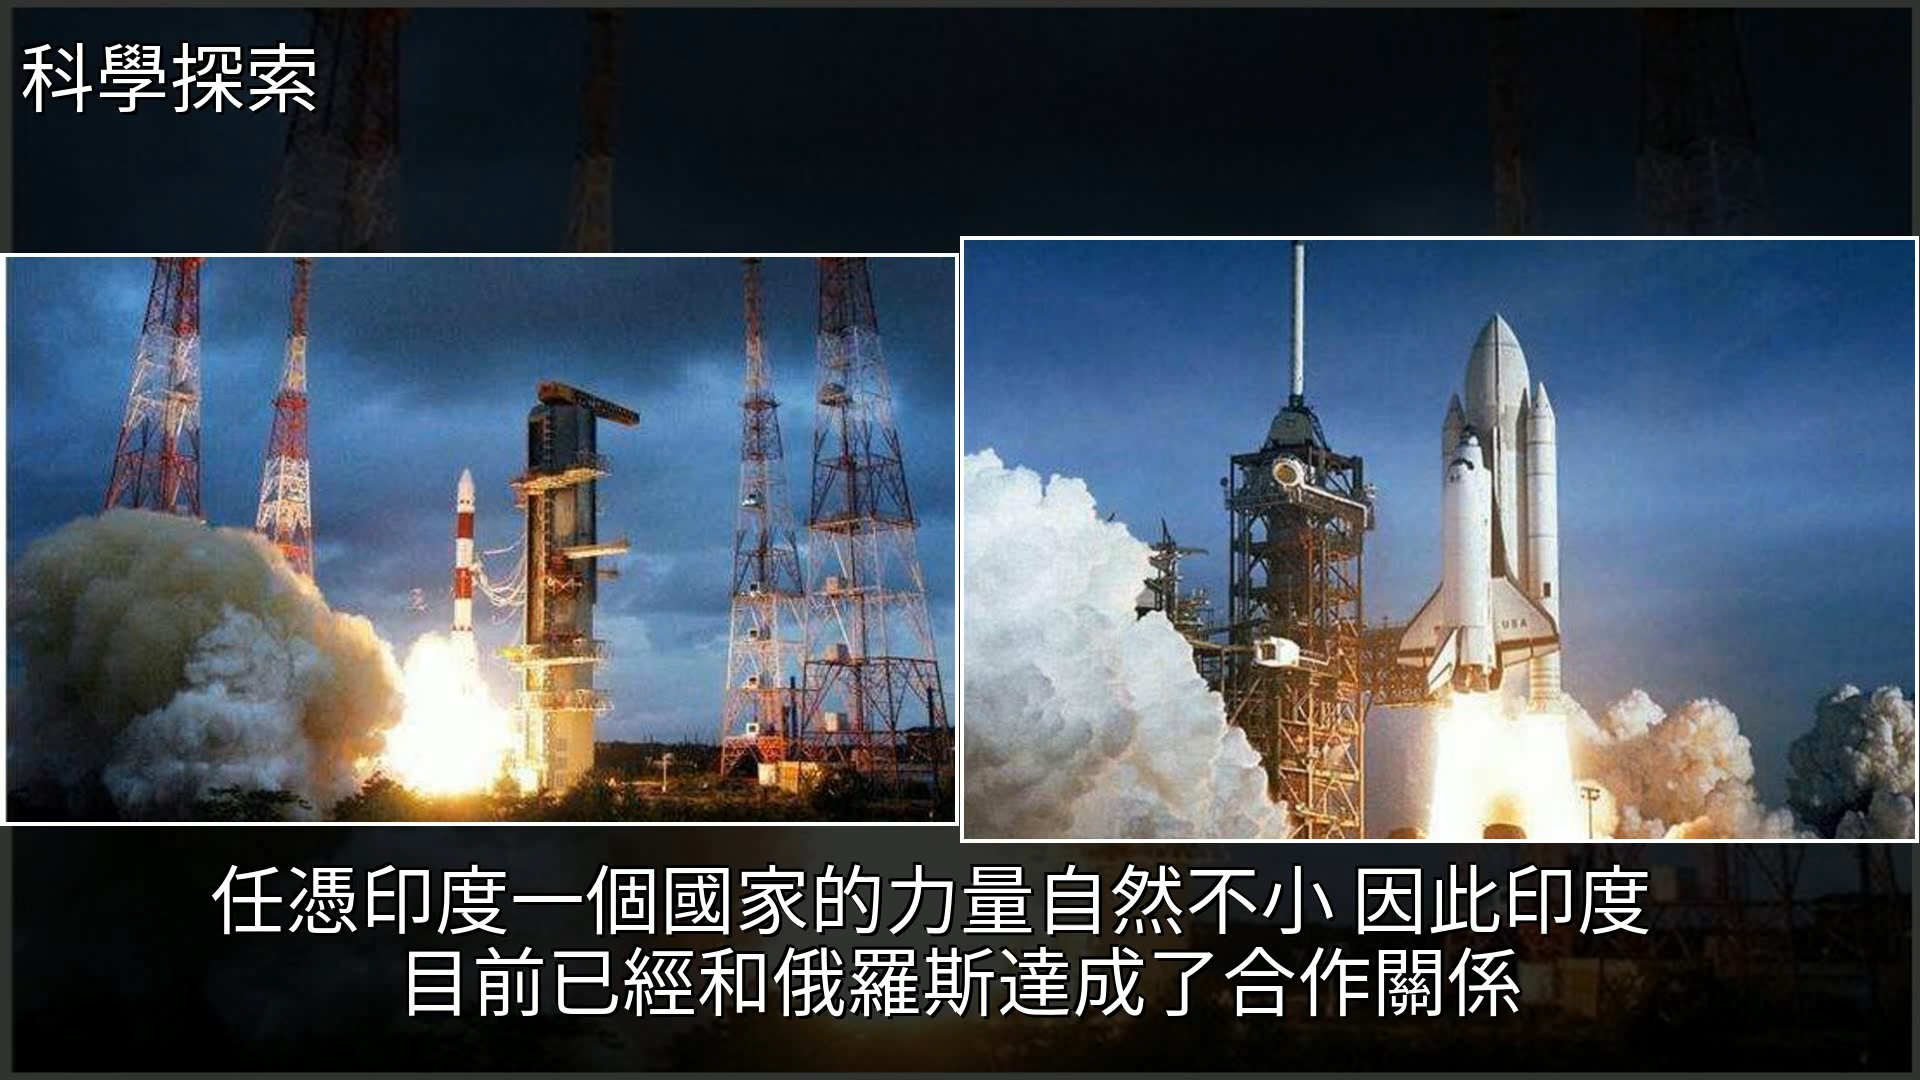 科學探索
USA
任憑印度一個國家的力量自然不小 因此印度
目前已經和俄羅斯達成了合作關係